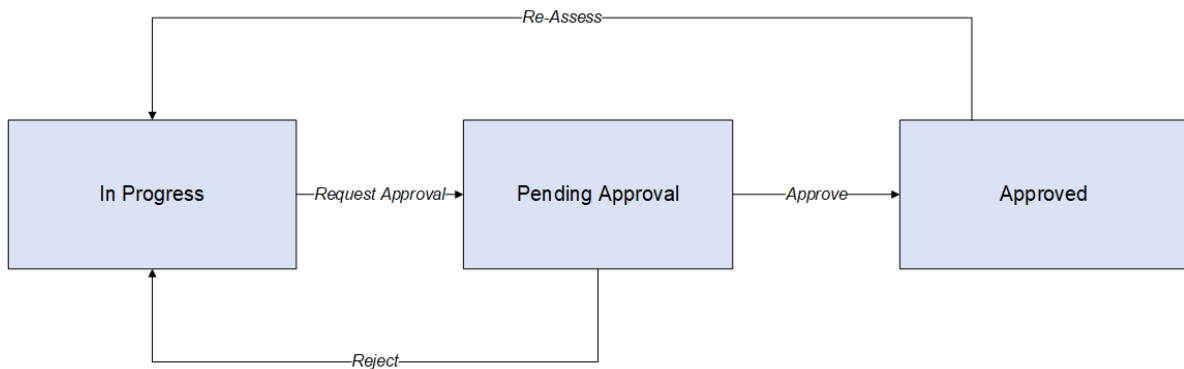 Re-Assess
In Progress
Request Approval
Pending Approval
Approve
Approved
Reject